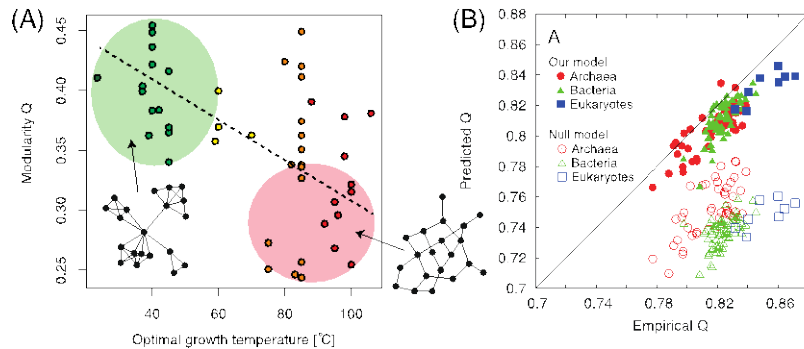 (A)
Modularity Q
0.45
0.40
0.35
0.30
0.25
40
60
80
100
Optimal growth temperature [°C]
(B)
A
Our model
Archaea
Bacteria
Eukaryotes
Null model
Archaea
Bacteria
Eukaryotes
Predicted Q
0.88
0.86
0.84
0.82
0.8
0.78
0.76
0.74
0.72
0.7
0.7
0.74
0.78
0.82
0.86
Empirical Q